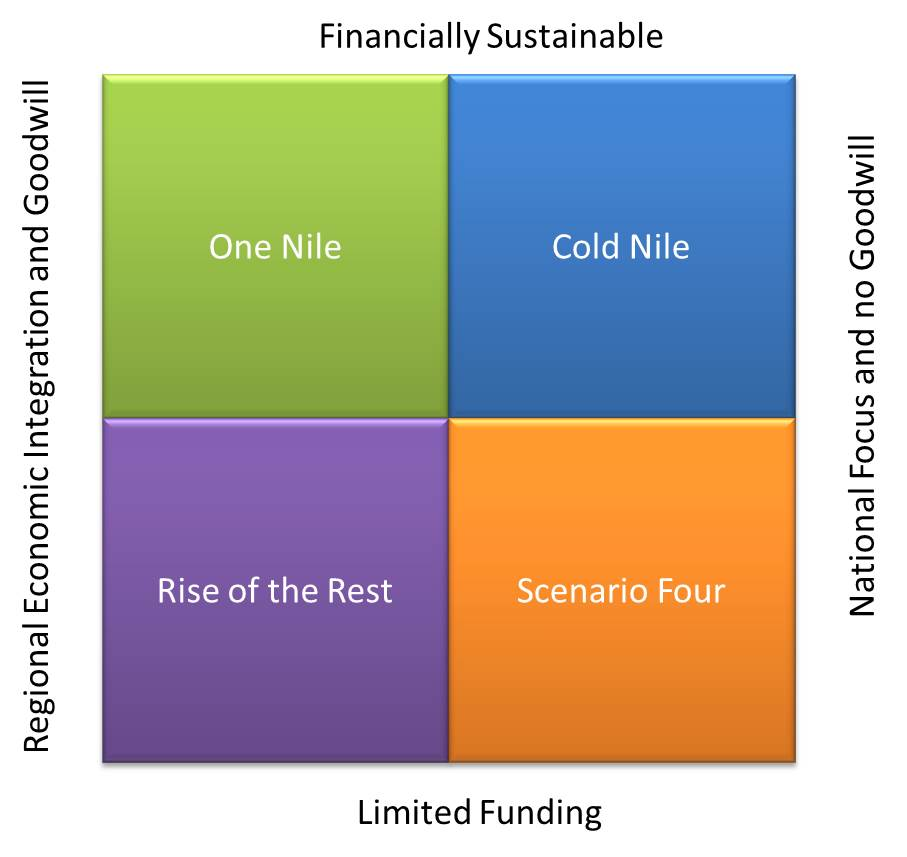 Financially Sustainable
Regional Economic Integration and Goodwill
One Nile
Cold Nile
National Focus and no Goodwill
Rise of the Rest
Scenario Four
Limited Funding